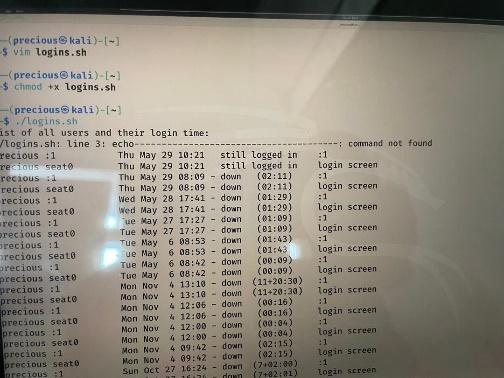 —(precious㉿kali)-[~]
$ vim logins.sh
—(precious㉿kali)-[~]
$ chmod +x logins.sh
—(precious㉿kali)-[~]
$ ./logins.sh
ist of all users and their login time:
/logins.sh: line 3: echo-----------------------------------: command not found
recious :1 Thu May 29 10:21 still logged in :1
recious seat0 Thu May 29 10:21 still logged in login screen
recious :1 Thu May 29 08:09 - down (02:11) :1
precious seat0 Thu May 29 08:09 - down (02:11) login screen
precious :1 Wed May 28 17:41 - down (01:29) :1
precious seat0 Wed May 28 17:41 - down (01:29) login screen
precious :1 Tue May 27 17:27 - down (01:09) :1
precious seat0 Tue May 27 17:27 - down (01:09) login screen
precious :1 Tue May 6 08:53 - down (01:43) :1
precious seat0 Tue May 6 08:53 - down (01:43 login screen
precious :1 Tue May 6 08:42 - down (00:09) :1
precious seat0 Tue May 6 08:42 - down (00:09) login screen
precious :1 Mon Nov 4 13:10 - down (11+20:30) :1
precious seat0 Mon Nov 4 13:10 - down (11+20:30) login screen
precious :1 Mon Nov 4 12:06 - down (00:16) :1
precious seat0 Mon Nov 4 12:06 - down (00:16) login screen
precious :1 Mon Nov 4 12:00 - down (00:04) :1
precious seat0 Mon Nov 4 12:00 - down (00:04) login screen
precious :1 Mon Nov 4 09:42 - down (02:15) :1
precious seat0 Mon Nov 4 09:42 - down (02:15) login screen
precious :1 Sun Oct 27 16:24 - down (7+02:00) :1
precious seat0 (7+02:01) login screen